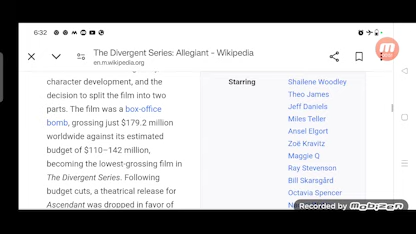 6:32
The Divergent Series: Allegiant - Wikipedia
en.m.wikipedia.org
character development, and the
decision to split the film into two
parts. The film was a box-office
bomb, grossing just $179.2 million
worldwide against its estimated
budget of $110–142 million,
becoming the lowest-grossing film in
The Divergent Series. Following
budget cuts, a theatrical release for
Ascendant was dropped in favor of
Starring
Shailene Woodley
Theo James
Jeff Daniels
Miles Teller
Ansel Elgort
Zoë Kravitz
Maggie Q
Ray Stevenson
Bill Skarsgård
Octavia Spencer
Recorded by Mobizen